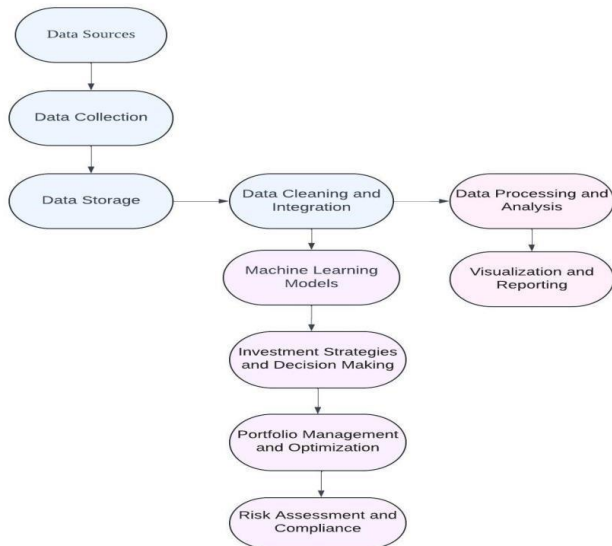 Data Sources
Data Collection
Data Storage
Data Cleaning and
Integration
Data Processing and
Analysis
Machine Learning
Models
Visualization and
Reporting
Investment Strategies
and Decision Making
Portfolio Management
and Optimization
Risk Assessment and
Compliance